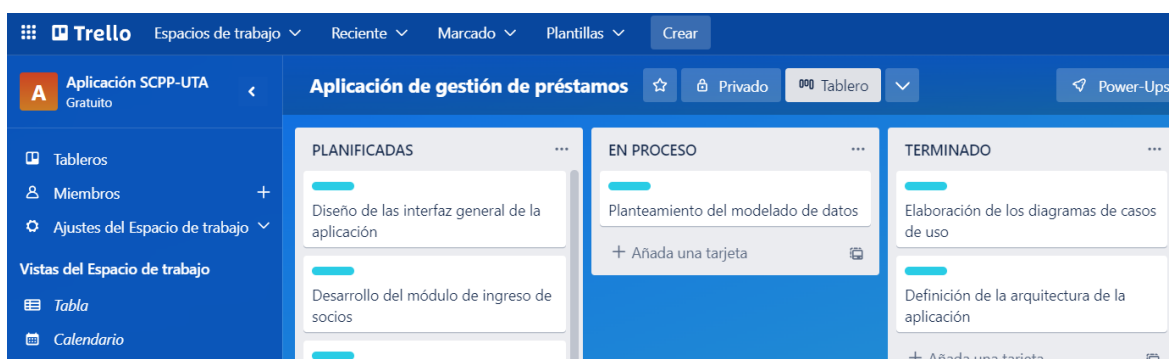 Trello Espacios de trabajo Reciente Marcado Plantillas Crear
A Aplicación SCPP-UTA
Gratuito
Aplicación de gestión de préstamos Privado Tablero Power-Ups
Tableros
Miembros
Ajustes del Espacio de trabajo
Vistas del Espacio de trabajo
Tabla
Calendario
PLANIFICADAS
Diseño de las interfaz general de la
aplicación
Desarrollo del módulo de ingreso de
socios
EN PROCESO
Planteamiento del modelado de datos
+ Añada una tarjeta
TERMINADO
Elaboración de los diagramas de casos
de uso
Definición de la arquitectura de la
aplicación
+ Añada una tarjeta